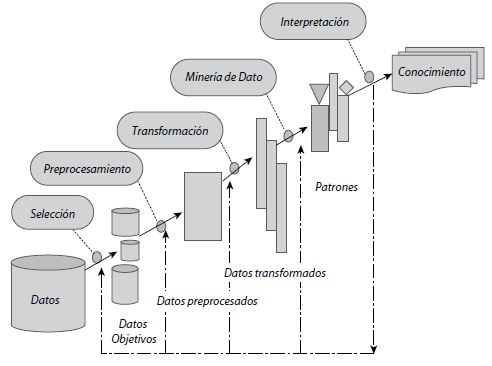 Interpretación
Conocimiento
Minería de Dato
Transformación
Preprocesamiento
Patrones
Selección
Datos transformados
Datos
Datos preprocesados
Datos
Objetivos